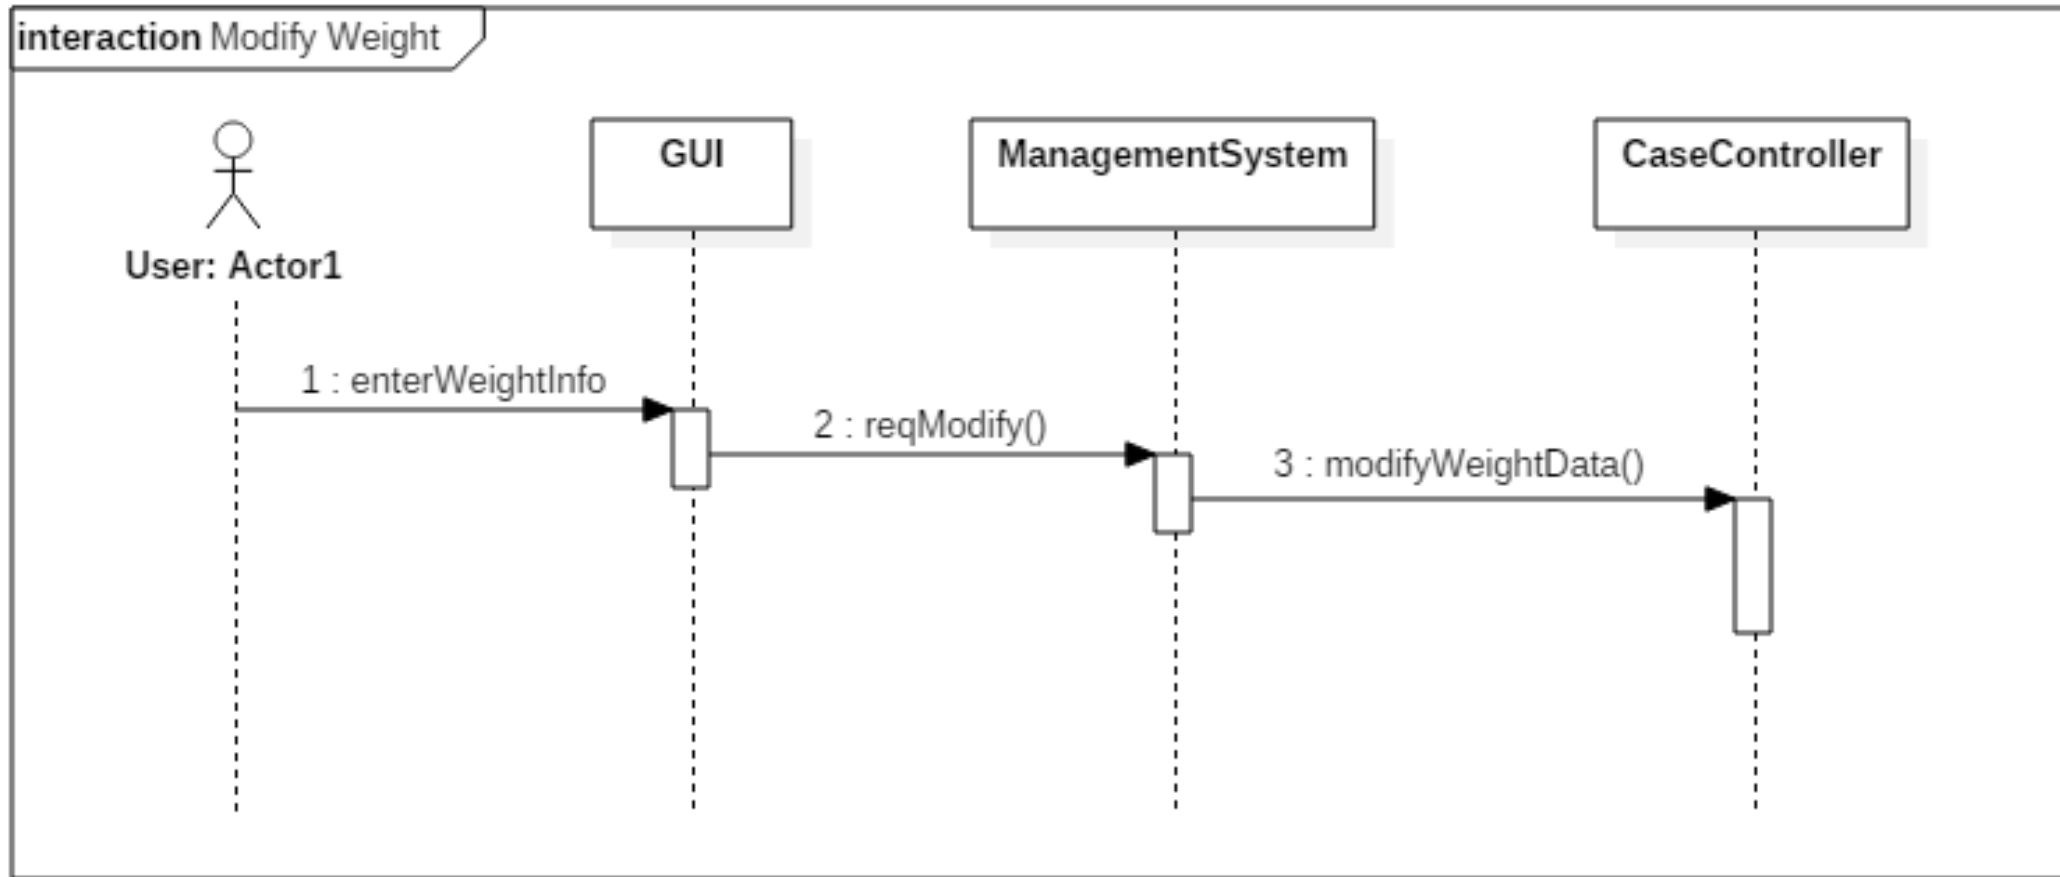 interaction Modify Weight
GUI
ManagementSystem
CaseController
User: Actor1
1 : enterWeightInfo
2 : reqModify()
3 : modifyWeightData()